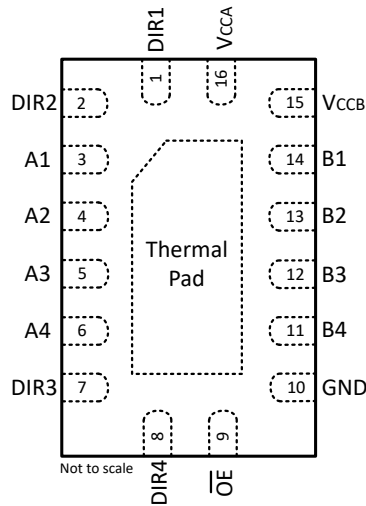 DIR1 VCCA
1 16
DIR2 2 15 VCCB
A1 3 14 B1
A2 4 13 B2
A3 5 12 B3
A4 6 11 B4
DIR3 7 10 GND
Thermal
Pad
8 9
Not to scale
DIR4 O̅E̅